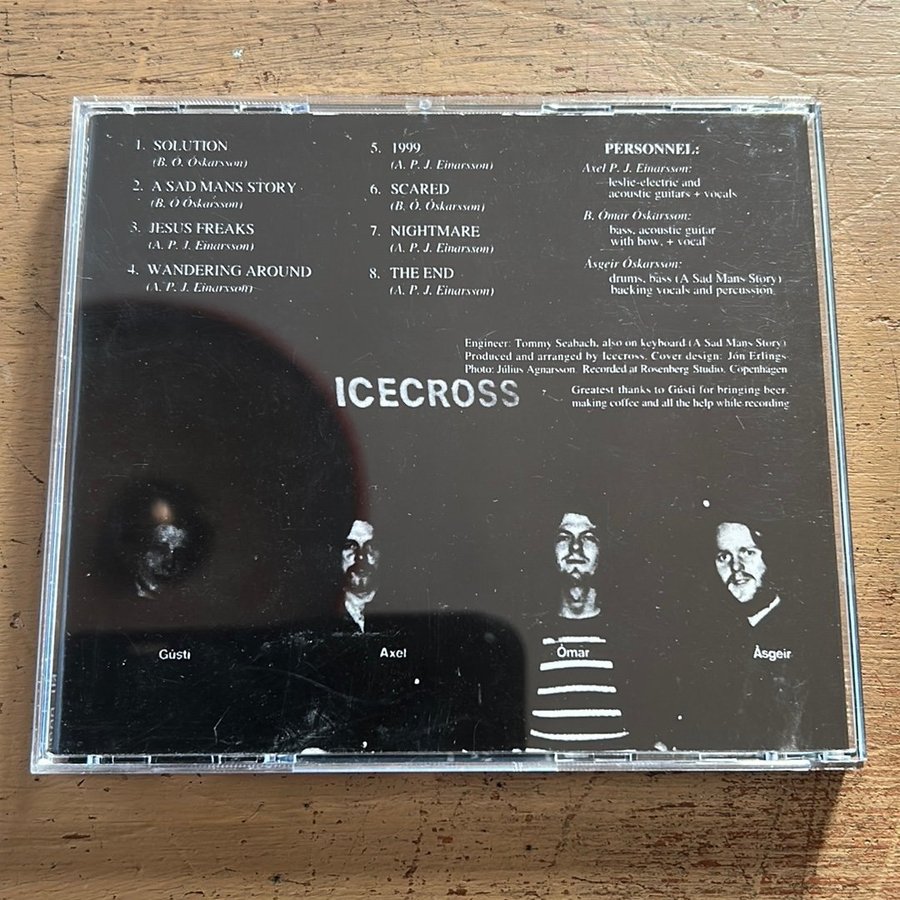 1. SOLUTION
(B. Ó. Óskarsson)
2. A SAD MANS STORY
(B. Ó Óskarsson)
3. JESUS FREAKS
(A. P. J. Einarsson)
4. WANDERING AROUND
(A. P. J. Einarsson)
5. 1999
(A. P. J. Einarsson)
6. SCARED
(B. Ó. Óskarsson)
7. NIGHTMARE
(A. P. J. Einarsson)
8. THE END
(A. P. J. Einarsson)
PERSONNEL:
Axel P. J. Einarsson:
leslie-electric and
acoustic guitars + vocals
B. Ómar Óskarsson:
bass, acoustic guitar
with bow, + vocal
Ásgeir Óskarsson:
drums, bass (A Sad Mans Story)
backing vocals and percussion
Engineer: Tommy Seabach, also on keyboard (A Sad Mans Story)
Produced and arranged by Icecross. Cover design: Jón Erlings
Photo: Július Agnarsson Recorded at Rosenberg Studio, Copenhagen
Greatest thanks to Gústi for bringing beer,
making coffee and all the help while recording
ICECROSS
Gústi Axel Ómar Àsgeir